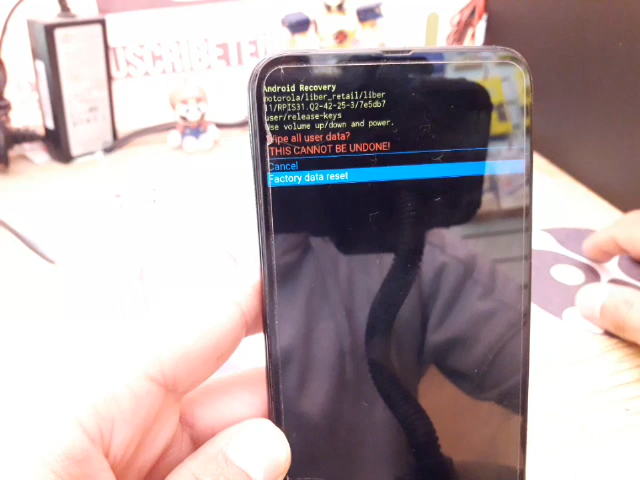 USCRIBETE
Android Recovery
motorola/liber_retail/liber
11/RPIS31.Q2-42-25-3/7e5db7
user/release-keys
Use volume up/down and power.
Wipe all user data?
THIS CANNOT BE UNDONE!
Cancel
Factory data reset